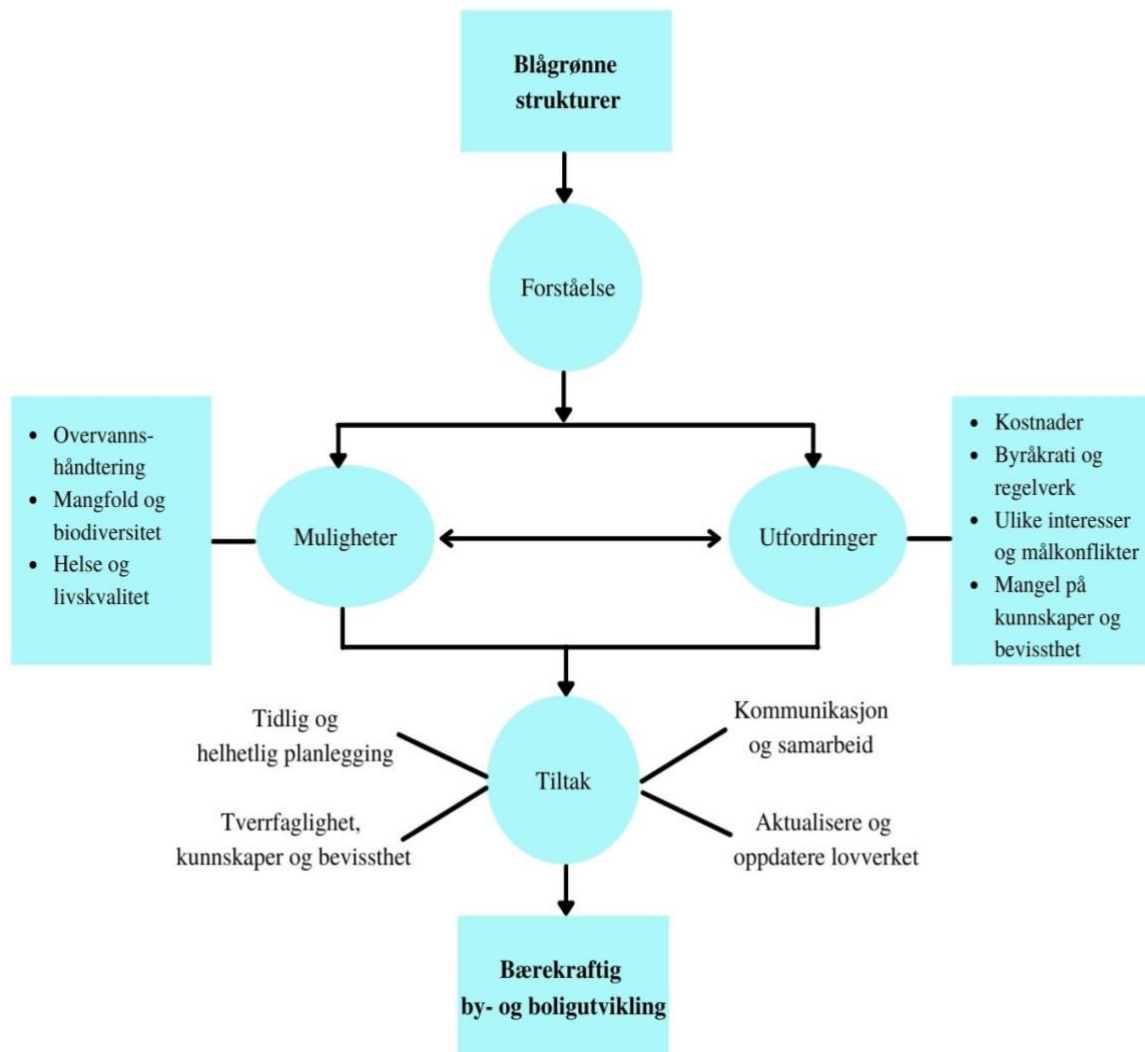 Blågrønne
strukturer
Forståelse
• Overvanns-
håndtering
• Mangfold og
biodiversitet
• Helse og
livskvalitet
Muligheter
Utfordringer
• Kostnader
• Byråkrati og
regelverk
• Ulike interesser
og målkonflikter
• Mangel på
kunnskaper og
bevissthet
Tidlig og
helhetlig planlegging
Kommunikasjon
og samarbeid
Tiltak
Tverrfaglighet,
kunnskaper og bevissthet
Aktualisere og
oppdatere lovverket
Bærekraftig
by- og boligutvikling